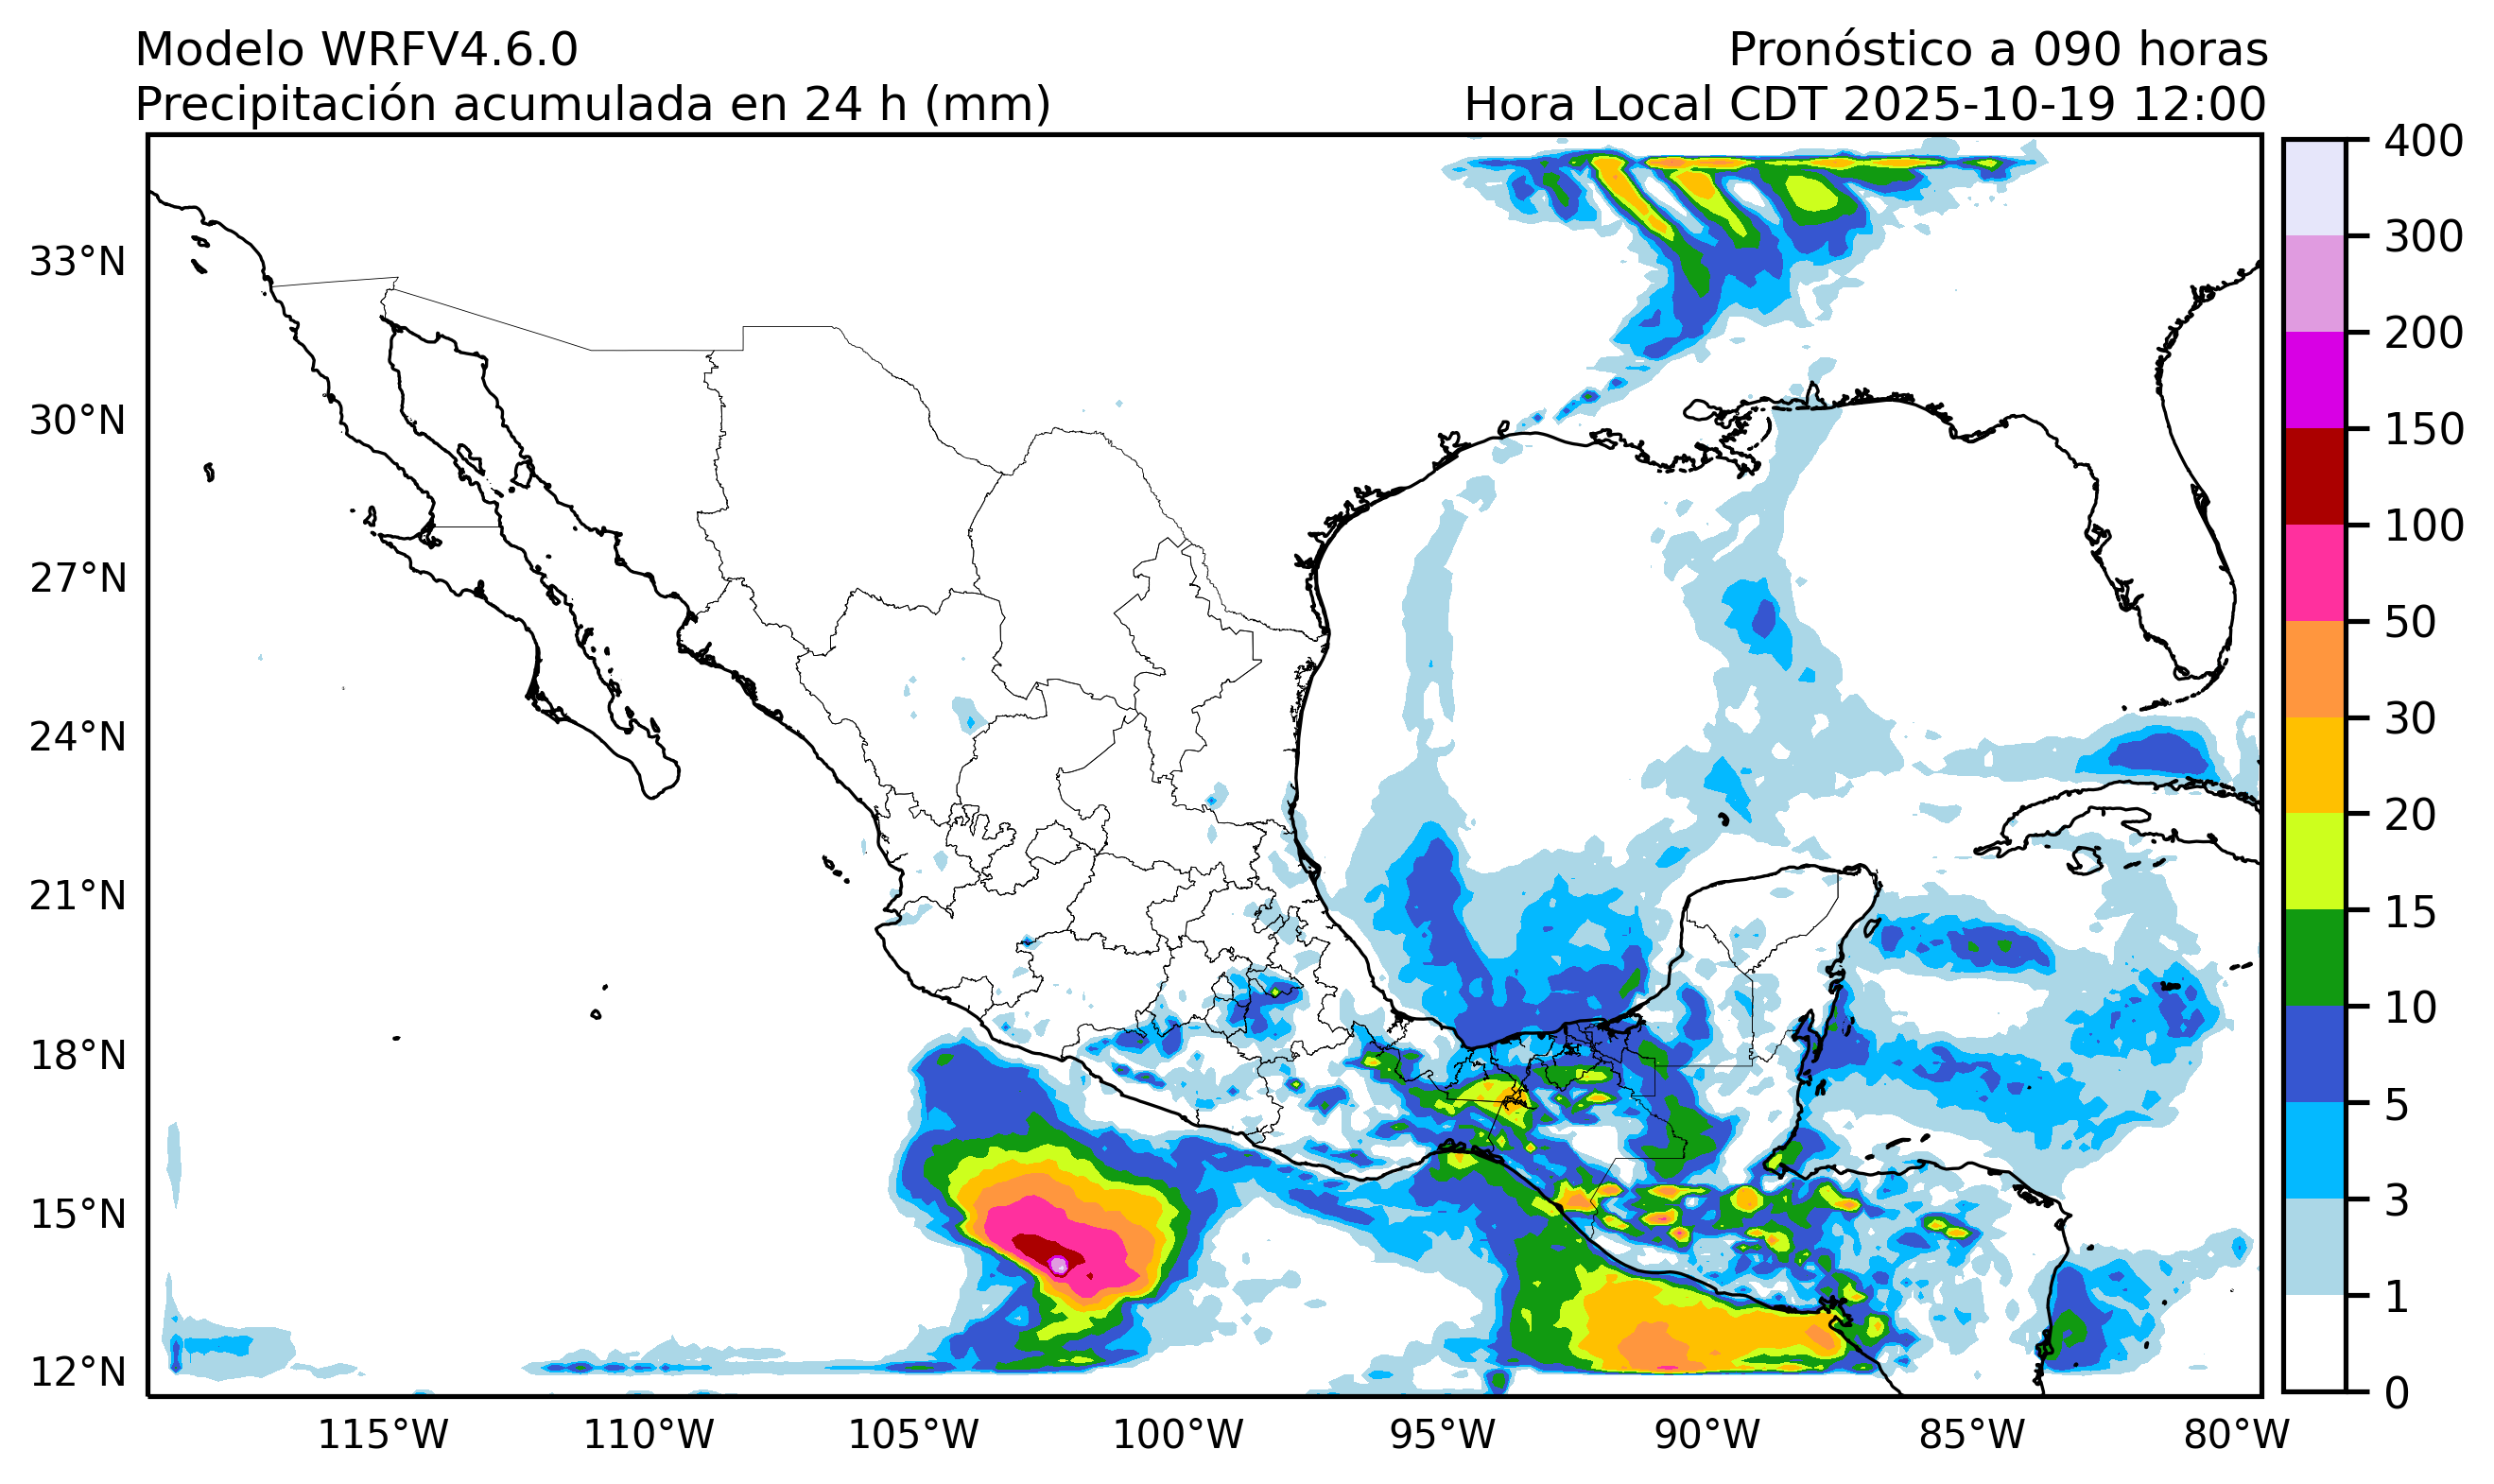 Modelo WRFV4.6.0
Pronóstico a 090 horas
Precipitación acumulada en 24 h (mm)
Hora Local CDT 2025-10-19 12:00
33°N
30°N
27°N
24°N
21°N
18°N
15°N
12°N
115°W
110°W
105°W
100°W
95°W
90°W
85°W
80°W
400
300
200
150
100
50
30
20
15
10
5
3
1
0